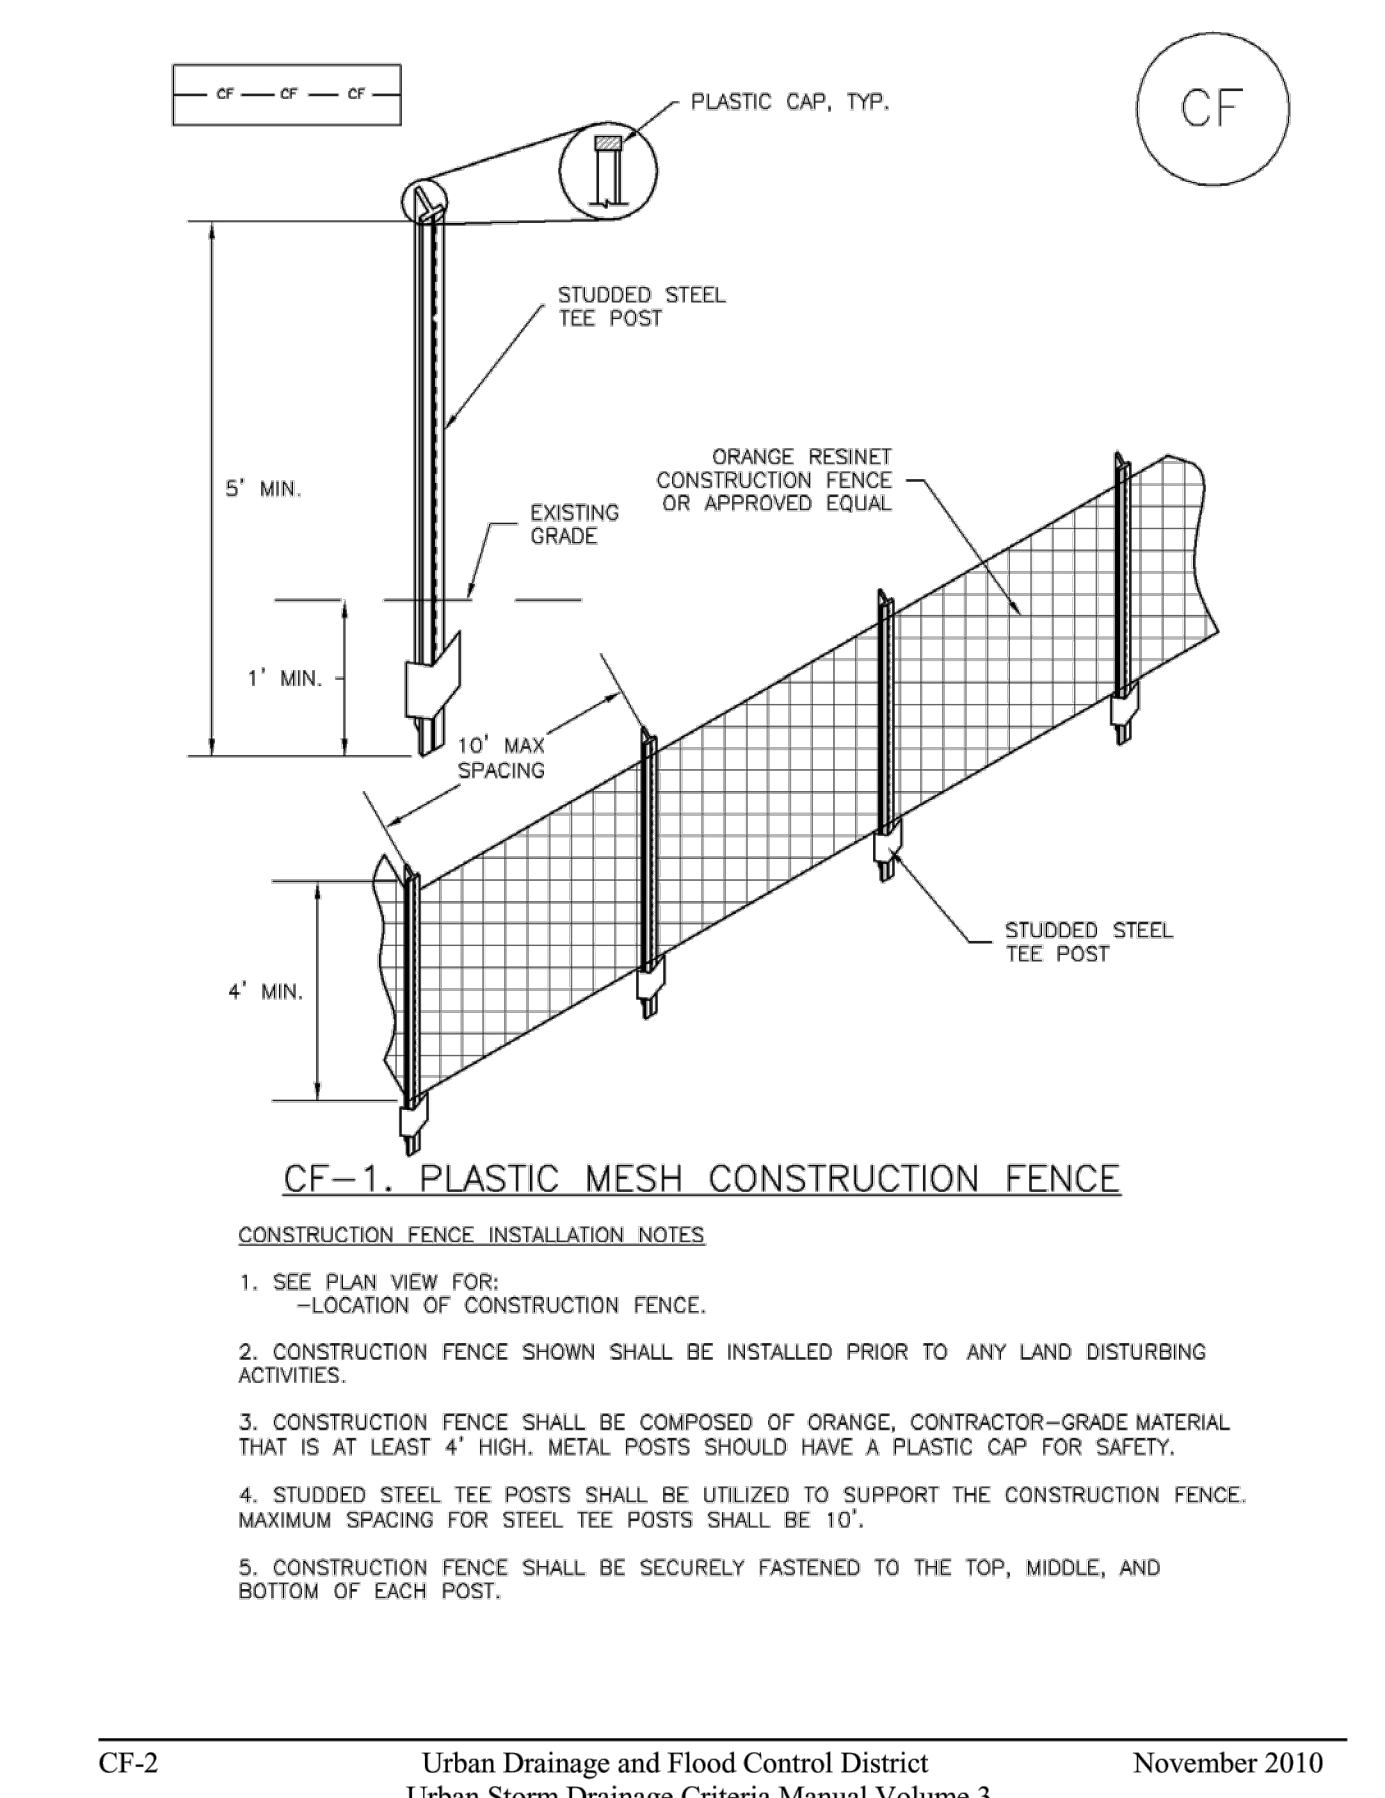 CF CF CF
PLASTIC CAP, TYP.
CF
STUDDED STEEL
TEE POST
5' MIN.
ORANGE RESINET
CONSTRUCTION FENCE
OR APPROVED EQUAL
EXISTING
GRADE
1' MIN.
10' MAX
SPACING
STUDDED STEEL
TEE POST
4' MIN.
CF-1. PLASTIC MESH CONSTRUCTION FENCE
CONSTRUCTION FENCE INSTALLATION NOTES
1. SEE PLAN VIEW FOR:
-LOCATION OF CONSTRUCTION FENCE.
2. CONSTRUCTION FENCE SHOWN SHALL BE INSTALLED PRIOR TO ANY LAND DISTURBING
ACTIVITIES.
3. CONSTRUCTION FENCE SHALL BE COMPOSED OF ORANGE, CONTRACTOR-GRADE MATERIAL
THAT IS AT LEAST 4' HIGH. METAL POSTS SHOULD HAVE A PLASTIC CAP FOR SAFETY.
4. STUDDED STEEL TEE POSTS SHALL BE UTILIZED TO SUPPORT THE CONSTRUCTION FENCE.
MAXIMUM SPACING FOR STEEL TEE POSTS SHALL BE 10'.
5. CONSTRUCTION FENCE SHALL BE SECURELY FASTENED TO THE TOP, MIDDLE, AND
BOTTOM OF EACH POST.
CF-2 Urban Drainage and Flood Control District November 2010
Urban Storm Drainage Criteria Manual Volume 3